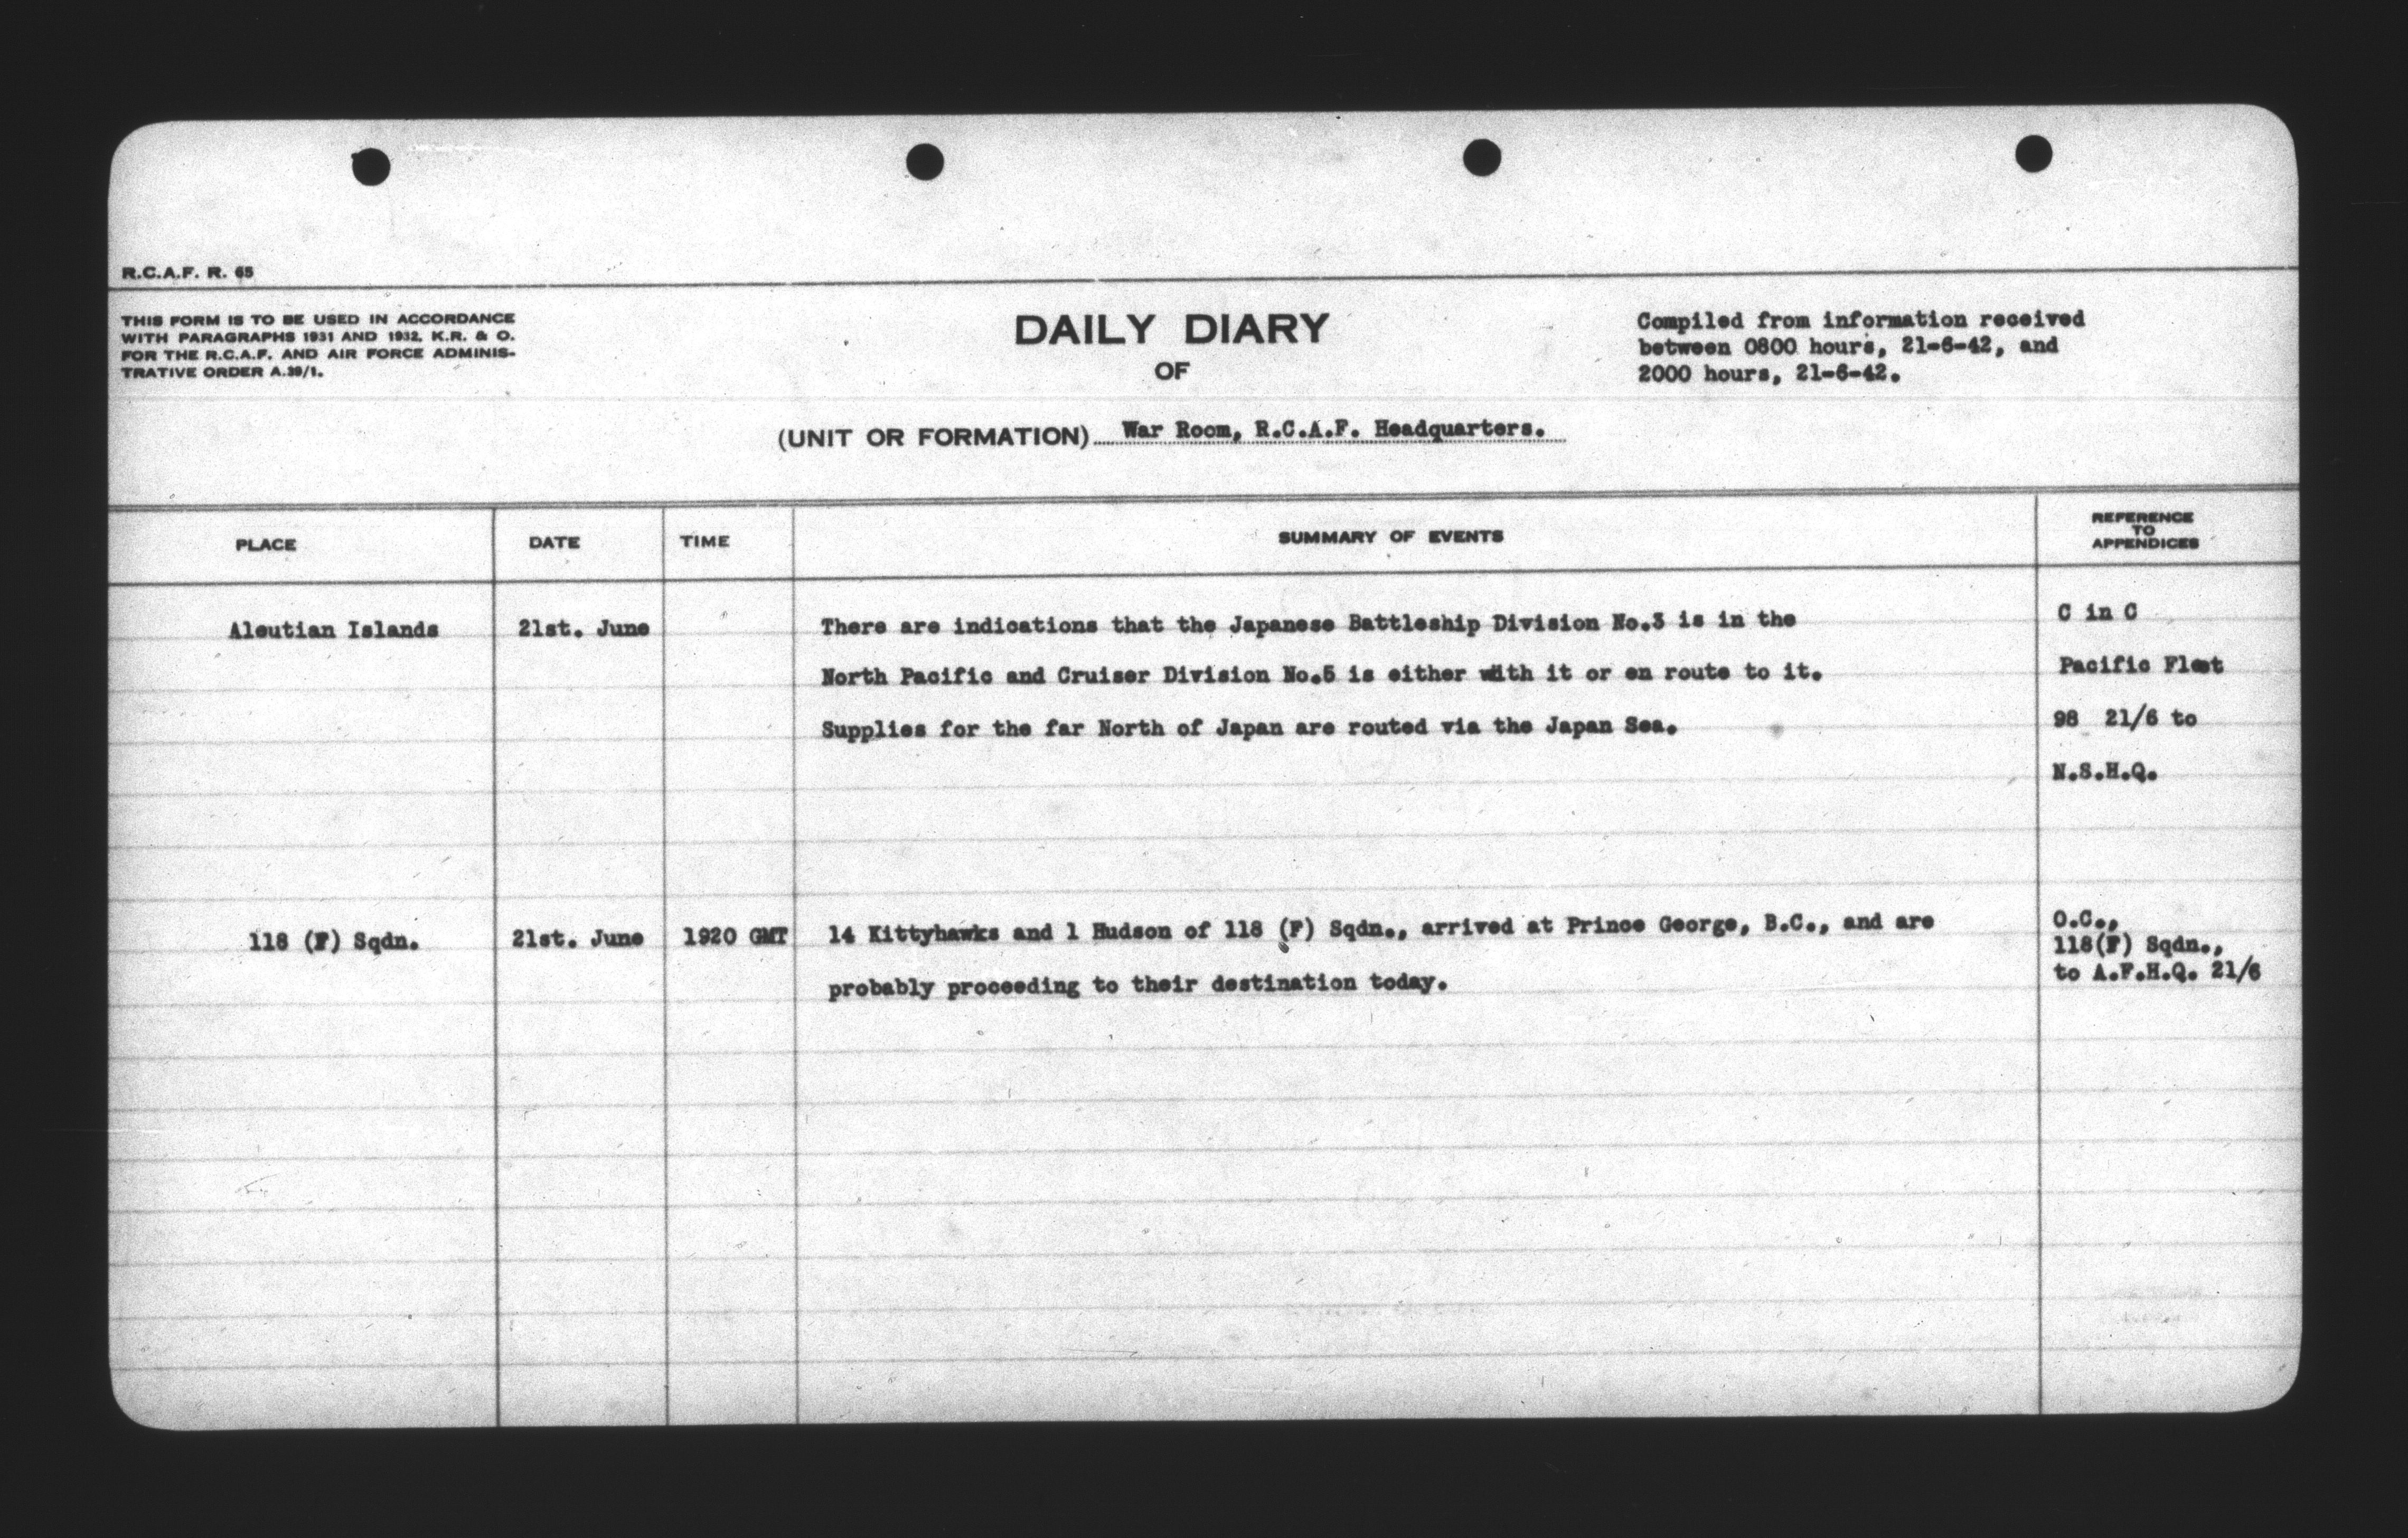 R.C.A.F. R. 65
THIS FORM IS TO BE USED IN ACCORDANCE
WITH PARAGRAPHS 1931 AND 1932, K.R. & O.
FOR THE R.C.A.F. AND AIR FORCE ADMINIS-
TRATIVE ORDER A.39/1.
DAILY DIARY
OF
Compiled from information received
between 0800 hours, 21-6-42, and
2000 hours, 21-6-42.
(UNIT OR FORMATION) War Room, R.C.A.F. Headquarters.
PLACE DATE TIME SUMMARY OF EVENTS REFERENCE
TO
APPENDICES
Aleutian Islands 21st. June There are indications that the Japanese Battleship Division No.3 is in the C in C
North Pacific and Cruiser Division No.5 is either with it or en route to it. Pacific Fleet
Supplies for the far North of Japan are routed via the Japan Sea. 98 21/6 to
N.S.H.Q.
118 (F) Sqdn. 21st. June 1920 GMT 14 Kittyhawks and 1 Hudson of 118 (F) Sqdn., arrived at Prince George, B.C., and are O.C.,
118(F) Sqdn.,
probably proceeding to their destination today. to A.F.H.Q. 21/6